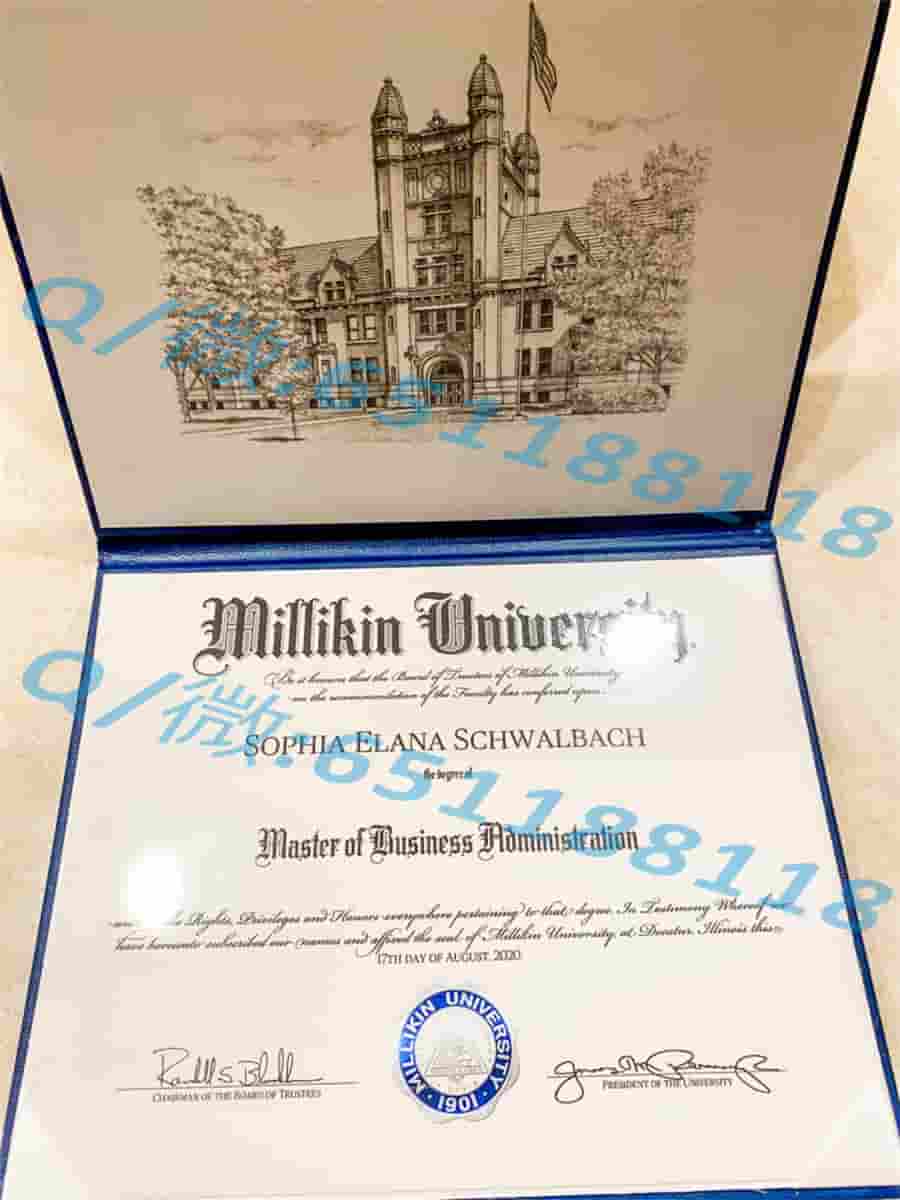 Q/微:65118818
Millikin University.
Be it known that the Board of Trustees of Millikin University
on the recommendation of the Faculty has conferred upon
Q/微:65118818
SOPHIA ELANA SCHWALBACH
the degree of
Master of Business Administration
Rights, Privileges and Honors everywhere pertaining to that degree. In Testimony Whereof we
have hereunto subscribed our names and affixed the seal of Millikin University, at Decatur, Illinois this
17TH DAY OF AUGUST, 2020
MILLIKIN UNIVERSITY
1901
CHAIRMAN OF THE BOARD OF TRUSTEES
PRESIDENT OF THE UNIVERSITY